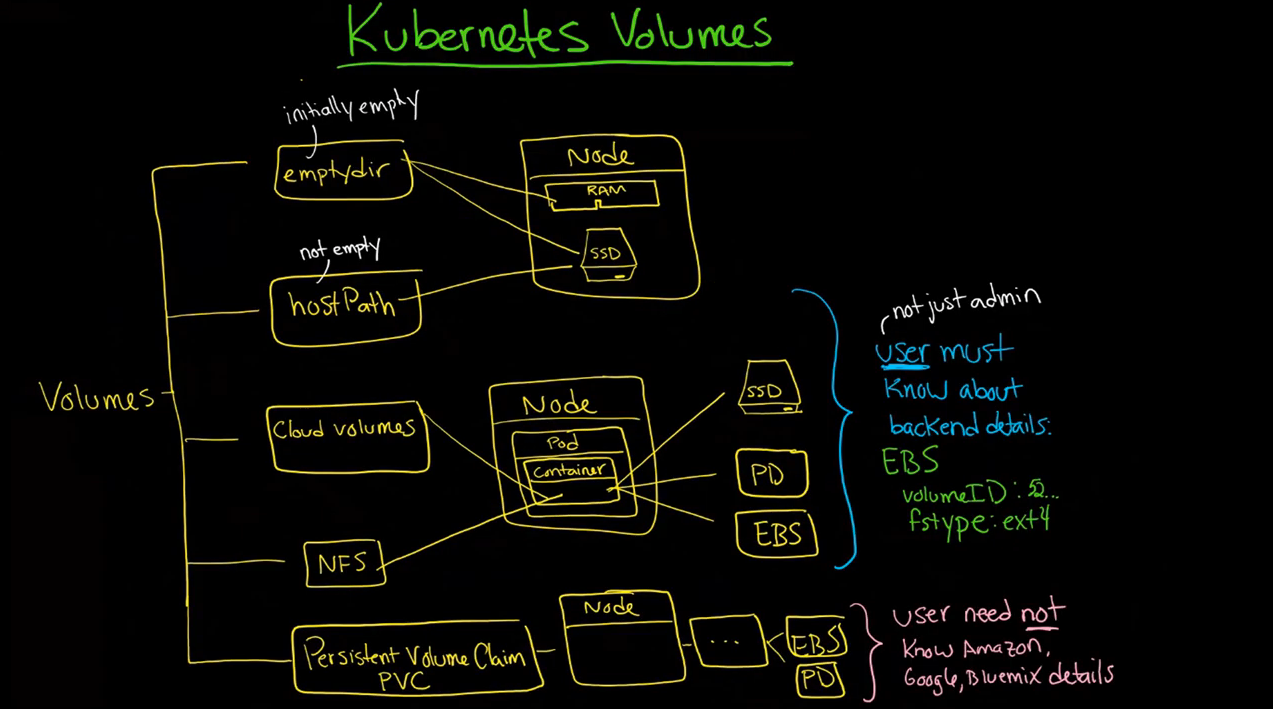 Kubernetes Volumes
initially empty
emptydir
Node
RAM
SSD
not empty
hostPath
Volumes
Cloud volumes
Node
Pod
Container
SSD
PD
EBS
NFS
not just admin
user must
Know about
backend details:
EBS
volumeID: 52...
fstype: ext4
Persistent Volume Claim
PVC
Node
...
EBS
PD
user need not
Know Amazon,
Google, Bluemix details